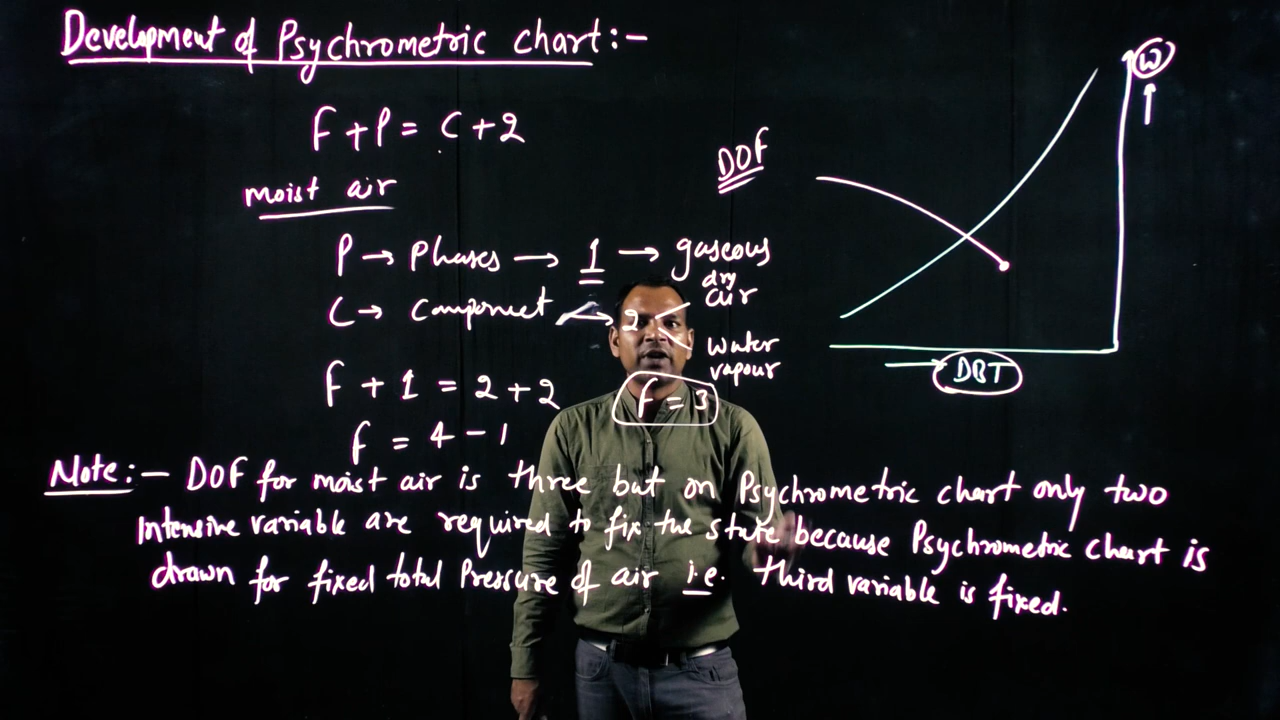 Development of Psychrometric chart:-
F + P = C + 2
moist air
P → Phases → 1 → gaseous
C → Component → 2
dry air
water vapour
F + 1 = 2 + 2
F = 4 - 1
F = 3
DOF
W
DBT
Note:- DOF for moist air is three but on Psychrometric chart only two
Intensive variable are required to fix the state because Psychrometric Chart is
drawn for fixed total Pressure of air i.e. third variable is fixed.